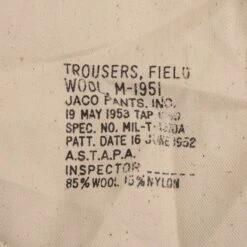 TROUSERS, FIELD
WOOL, M-1951
JACO PANTS, INC.
19 MAY 1953 TAP
SPEC. NO. MIL-T-
PATT. DATE 16 JUNE 1952
A.S.T.A.P.A.
INSPECTOR
85% WOOL 15% NYLON